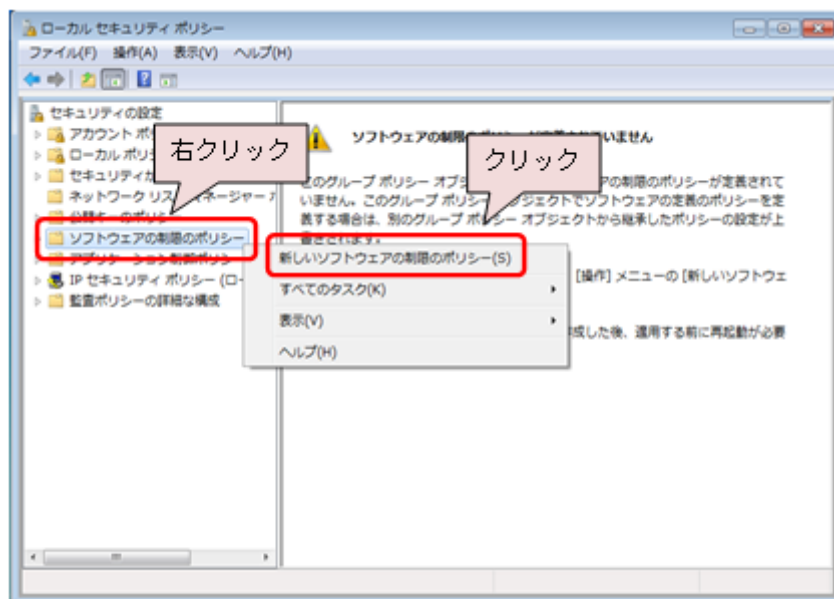 ローカル セキュリティ ポリシー
ファイル(F) 操作(A) 表示(V) ヘルプ(H)
セキュリティの設定
アカウント ポ
ローカル ポリシ
セキュリティが
ネットワーク リス マネージャー
ソフトウェアの制限のポリシー
IP セキュリティ ポリシー (ロー
監査ポリシーの詳細な構成
右クリック
クリック
ソフトウェアの制限 いません
このグループ ポリシー オブ アの制限のポリシーが定義されて
いません。このグループ ポリシー ジェクトでソフトウェアの定義のポリシーを定
義する場合は、別のグループ ポリシー オブジェクトから継承したポリシーの設定が上
書きされます。
新しいソフトウェアの制限のポリシー(S)
[操作] メニューの [新しいソフトウェ
すべてのタスク(K)
表示(V)
成した後、適用する前に再起動が必要
ヘルプ(H)